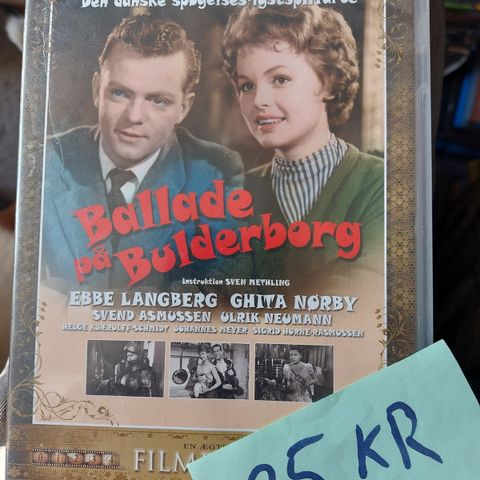 Den danske spøgelses-lystspilfarce
Ballade
på Bulderborg
Instruktion SVEN METHLING
EBBE LANGBERG GHITA NØRBY
SVEND ASMUSSEN ULRIK NEUMANN
HELGE KJÆRULFF-SCHMIDT JOHANNES MEYER SIGRID HORNE-RASMUSSEN
EN ÆGTE
FILM
25 KR